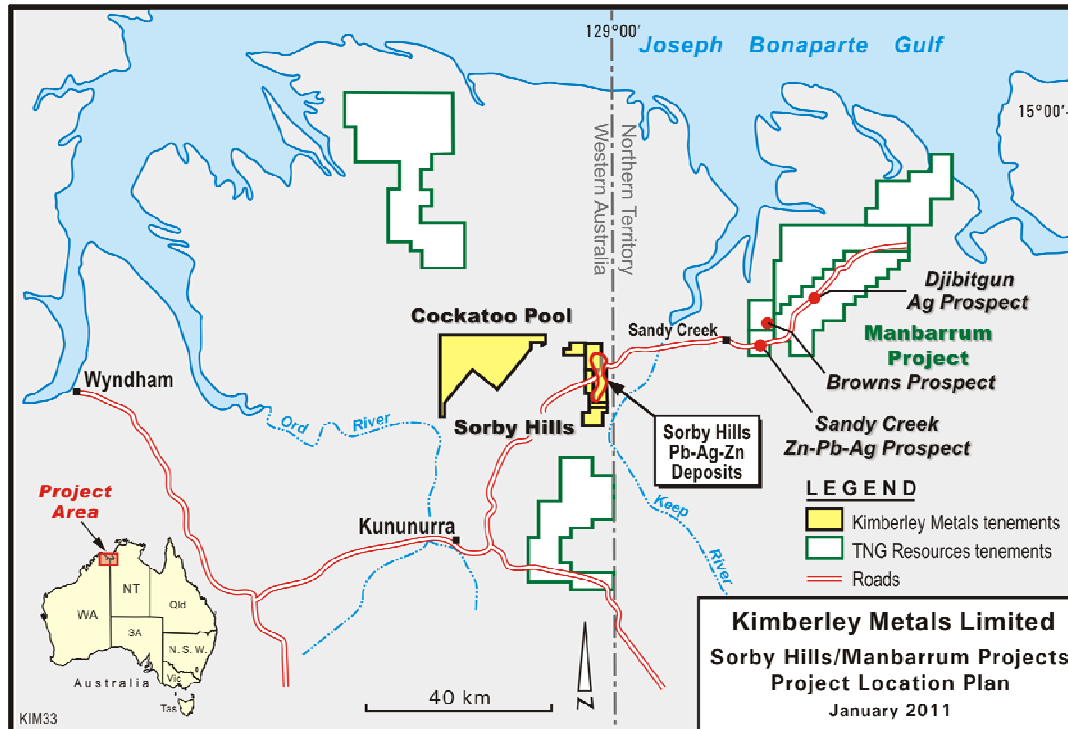 129°00'
Joseph Bonaparte Gulf
15°00'
Northern Territory
Western Australia
Djibitgun
Ag Prospect
Cockatoo Pool
Sandy Creek
Manbarrum
Project
Wyndham
Browns Prospect
Ord River
Sorby Hills
Sorby Hills
Pb-Ag-Zn
Deposits
Sandy Creek
Zn-Pb-Ag Prospect
Project
Area
Kununurra
Keep River
LEGEND
Kimberley Metals tenements
TNG Resources tenements
Roads
NT
WA
Qld
SA
N.S.W.
Vic
Australia
Tas
40 km
N
Kimberley Metals Limited
Sorby Hills/Manbarrum Projects
Project Location Plan
January 2011
KIM33